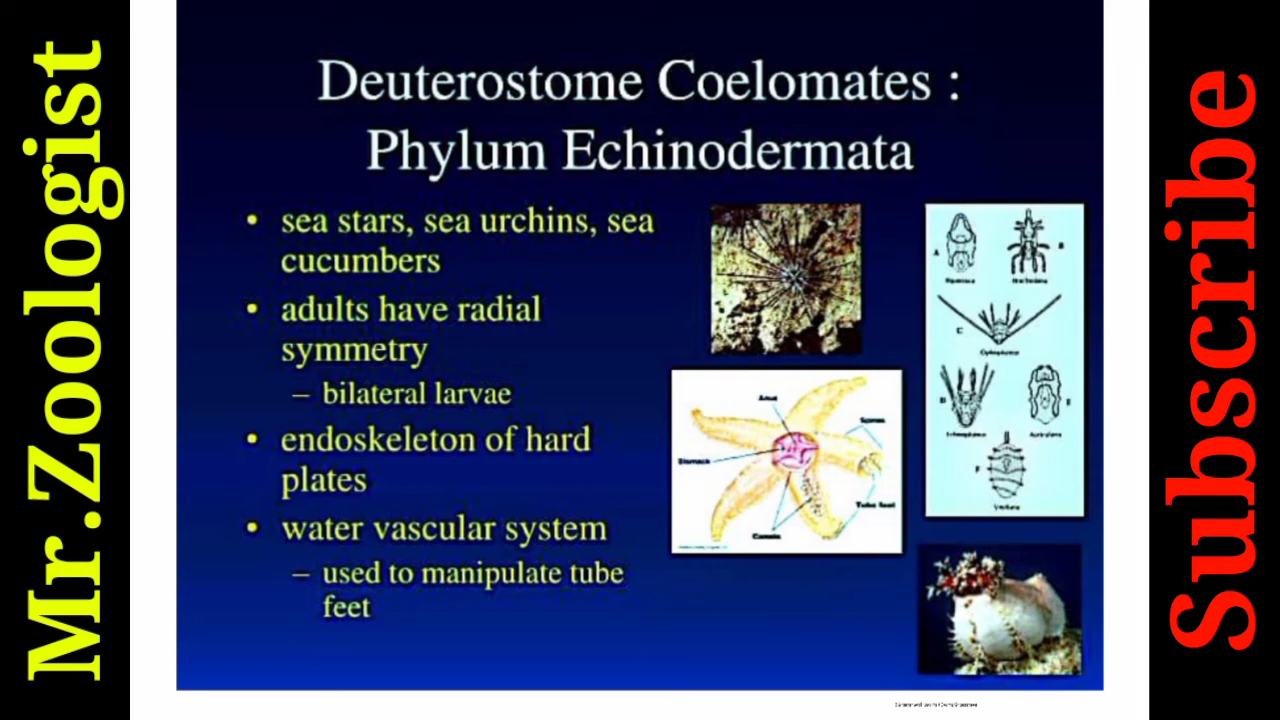 Mr.Zoologist
Deuterostome Coelomates :
Phylum Echinodermata
• sea stars, sea urchins, sea
cucumbers
• adults have radial
symmetry
– bilateral larvae
• endoskeleton of hard
plates
• water vascular system
– used to manipulate tube
feet
Anus
Spines
Stomach
Tube feet
Canals
A
B
C
D
E
F
Subscribe